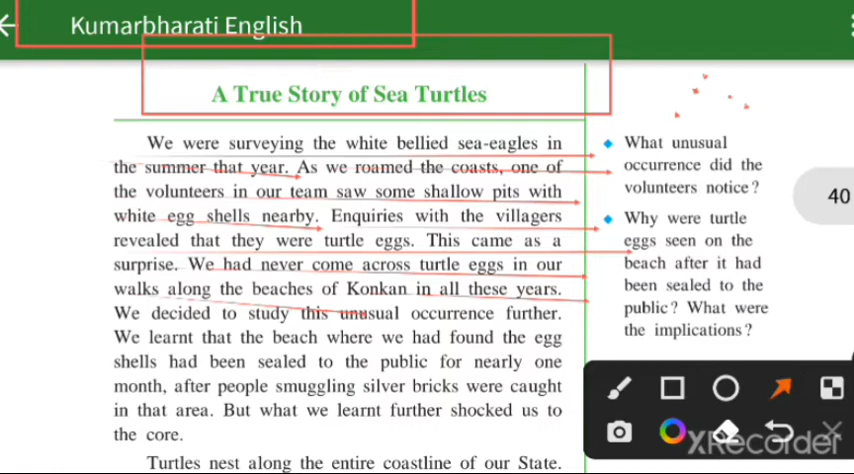 Kumarbharati English
A True Story of Sea Turtles
We were surveying the white bellied sea-eagles in
the summer that year. As we roamed the coasts, one of
the volunteers in our team saw some shallow pits with
white egg shells nearby. Enquiries with the villagers
revealed that they were turtle eggs. This came as a
surprise. We had never come across turtle eggs in our
walks along the beaches of Konkan in all these years.
We decided to study this unusual occurrence further.
We learnt that the beach where we had found the egg
shells had been sealed to the public for nearly one
month, after people smuggling silver bricks were caught
in that area. But what we learnt further shocked us to
the core.
Turtles nest along the entire coastline of our State.
◆ What unusual
occurrence did the
volunteers notice?
◆ Why were turtle
eggs seen on the
beach after it had
been sealed to the
public? What were
the implications?
40
XRecorder